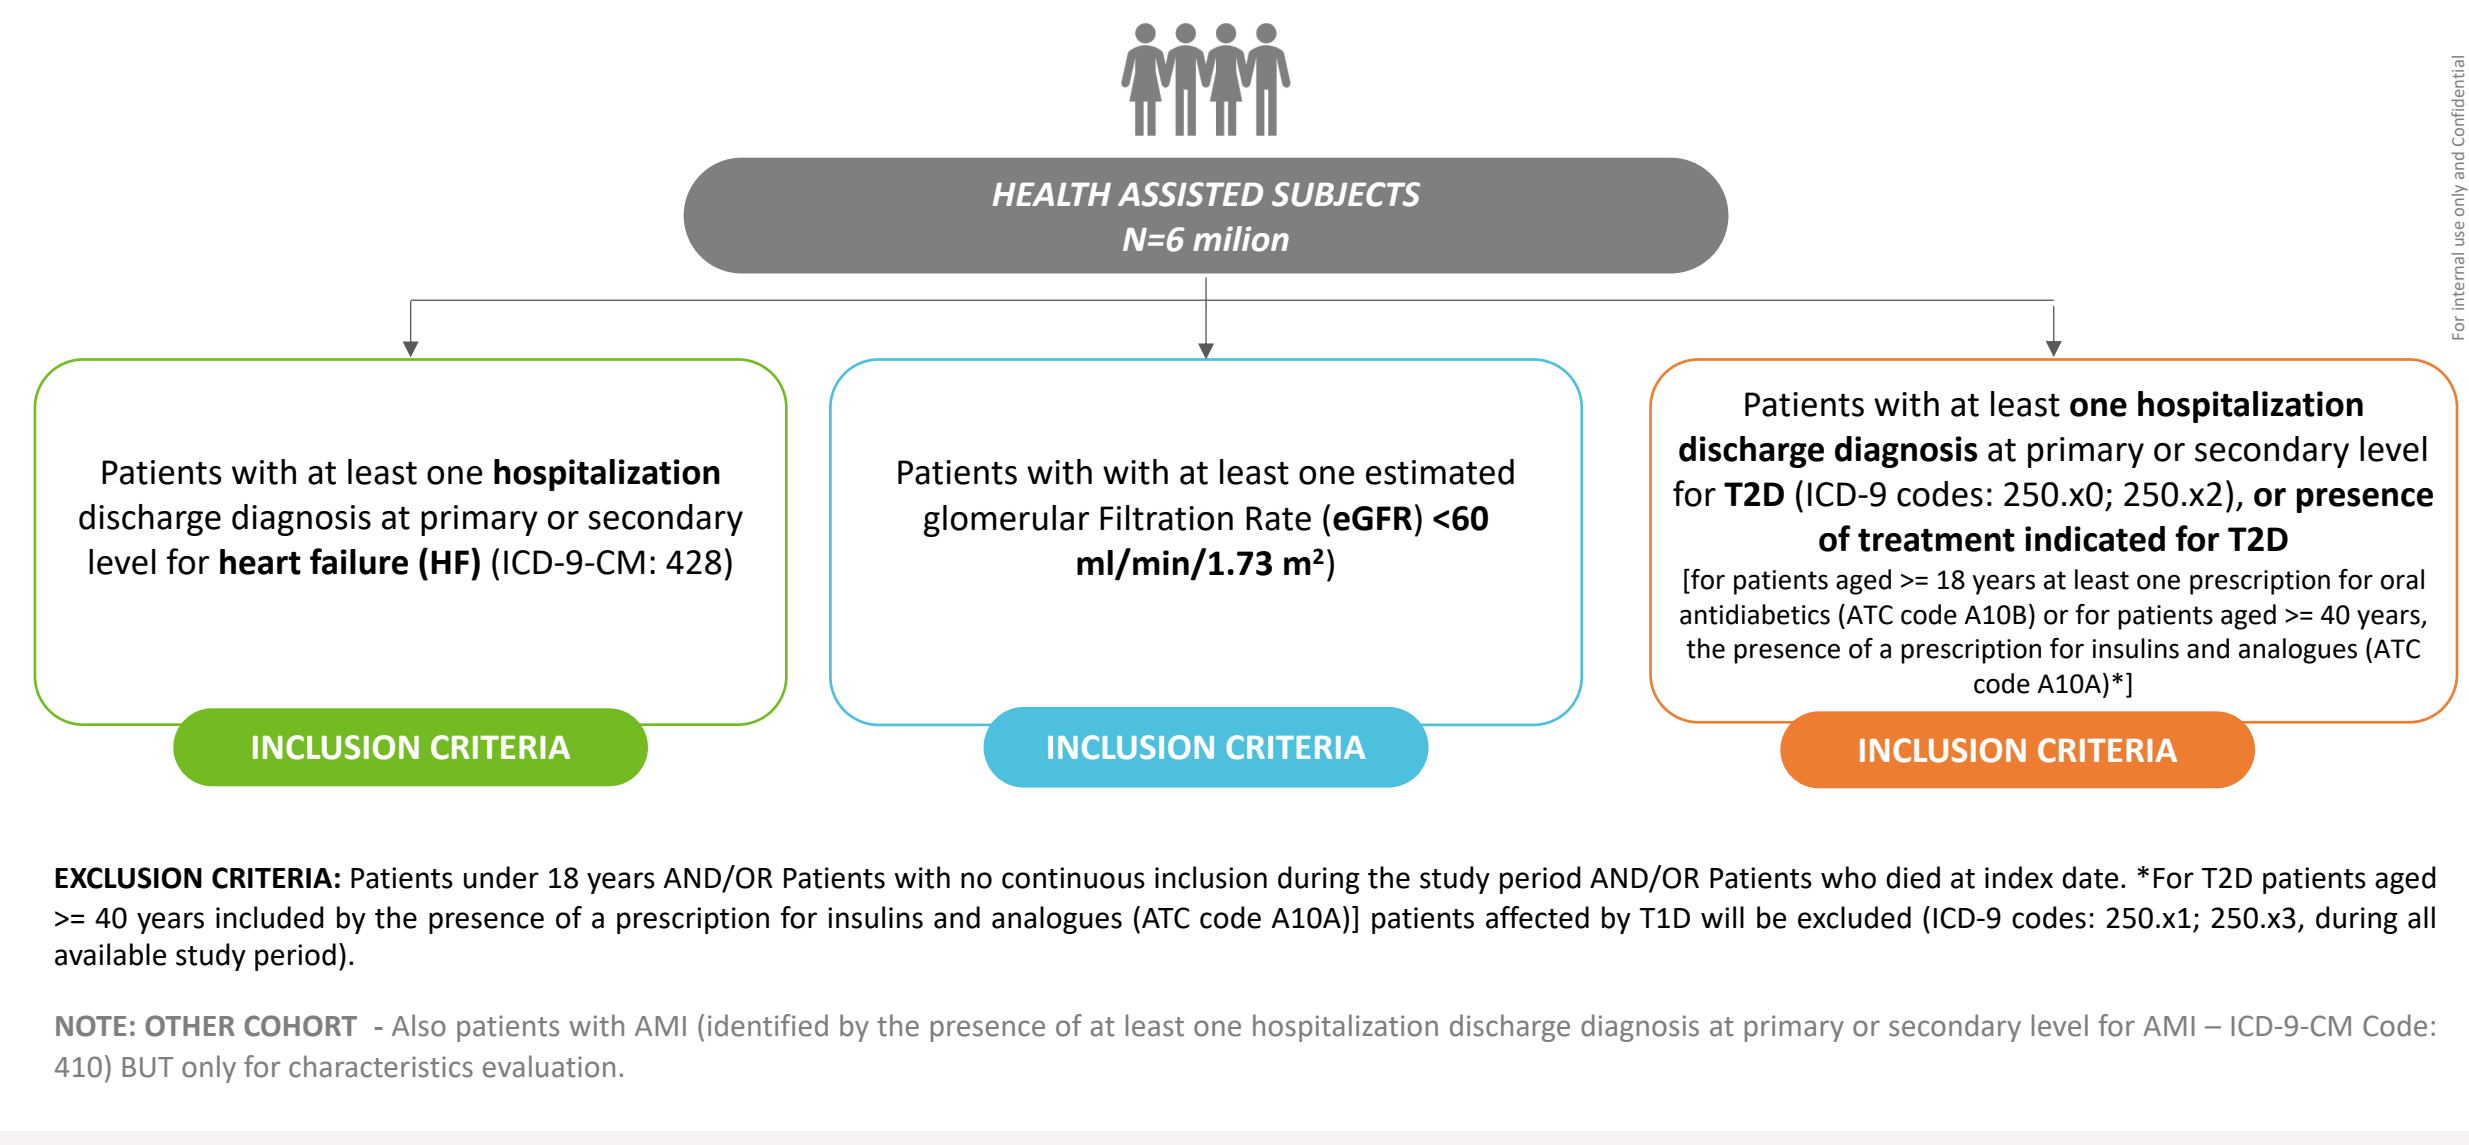 HEALTH ASSISTED SUBJECTS
N=6 milion
For internal use only and Confidential
Patients with at least one hospitalization
discharge diagnosis at primary or secondary
level for heart failure (HF) (ICD-9-CM: 428)
INCLUSION CRITERIA
Patients with with at least one estimated
glomerular Filtration Rate (eGFR) <60
ml/min/1.73 m²)
INCLUSION CRITERIA
Patients with at least one hospitalization
discharge diagnosis at primary or secondary level
for T2D (ICD-9 codes: 250.x0; 250.x2), or presence
of treatment indicated for T2D
[for patients aged >= 18 years at least one prescription for oral
antidiabetics (ATC code A10B) or for patients aged >= 40 years,
the presence of a prescription for insulins and analogues (ATC
code A10A)*]
INCLUSION CRITERIA
EXCLUSION CRITERIA: Patients under 18 years AND/OR Patients with no continuous inclusion during the study period AND/OR Patients who died at index date. *For T2D patients aged
>= 40 years included by the presence of a prescription for insulins and analogues (ATC code A10A)] patients affected by T1D will be excluded (ICD-9 codes: 250.x1; 250.x3, during all
available study period).
NOTE: OTHER COHORT - Also patients with AMI (identified by the presence of at least one hospitalization discharge diagnosis at primary or secondary level for AMI – ICD-9-CM Code:
410) BUT only for characteristics evaluation.